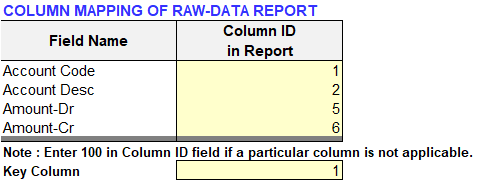 COLUMN MAPPING OF RAW-DATA REPORT
Field Name Column ID in Report
Account Code 1
Account Desc 2
Amount-Dr 5
Amount-Cr 6
Note : Enter 100 in Column ID field if a particular column is not applicable.
Key Column 1